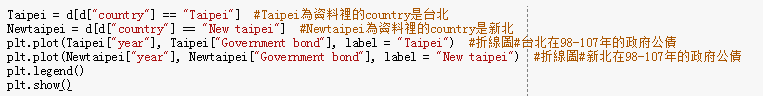 Taipei = d[d["country"] == "Taipei"]  #Taipei為資料裡的country是台北
Newtaipei = d[d["country"] == "New taipei"]  #Newtaipei為資料裡的country是新北
plt.plot(Taipei["year"], Taipei["Government bond"], label = "Taipei")  #折線圖#台北在98-107年的政府公債
plt.plot(Newtaipei["year"], Newtaipei["Government bond"], label = "New taipei")  #折線圖#新北在98-107年的政府公債
plt.legend()
plt.show()